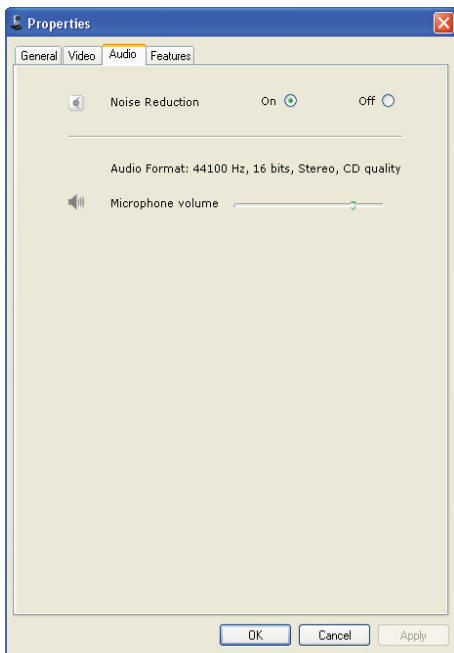 Properties
General Video Audio Features
Noise Reduction On Off
Audio Format: 44100 Hz, 16 bits, Stereo, CD quality
Microphone volume
OK Cancel Apply